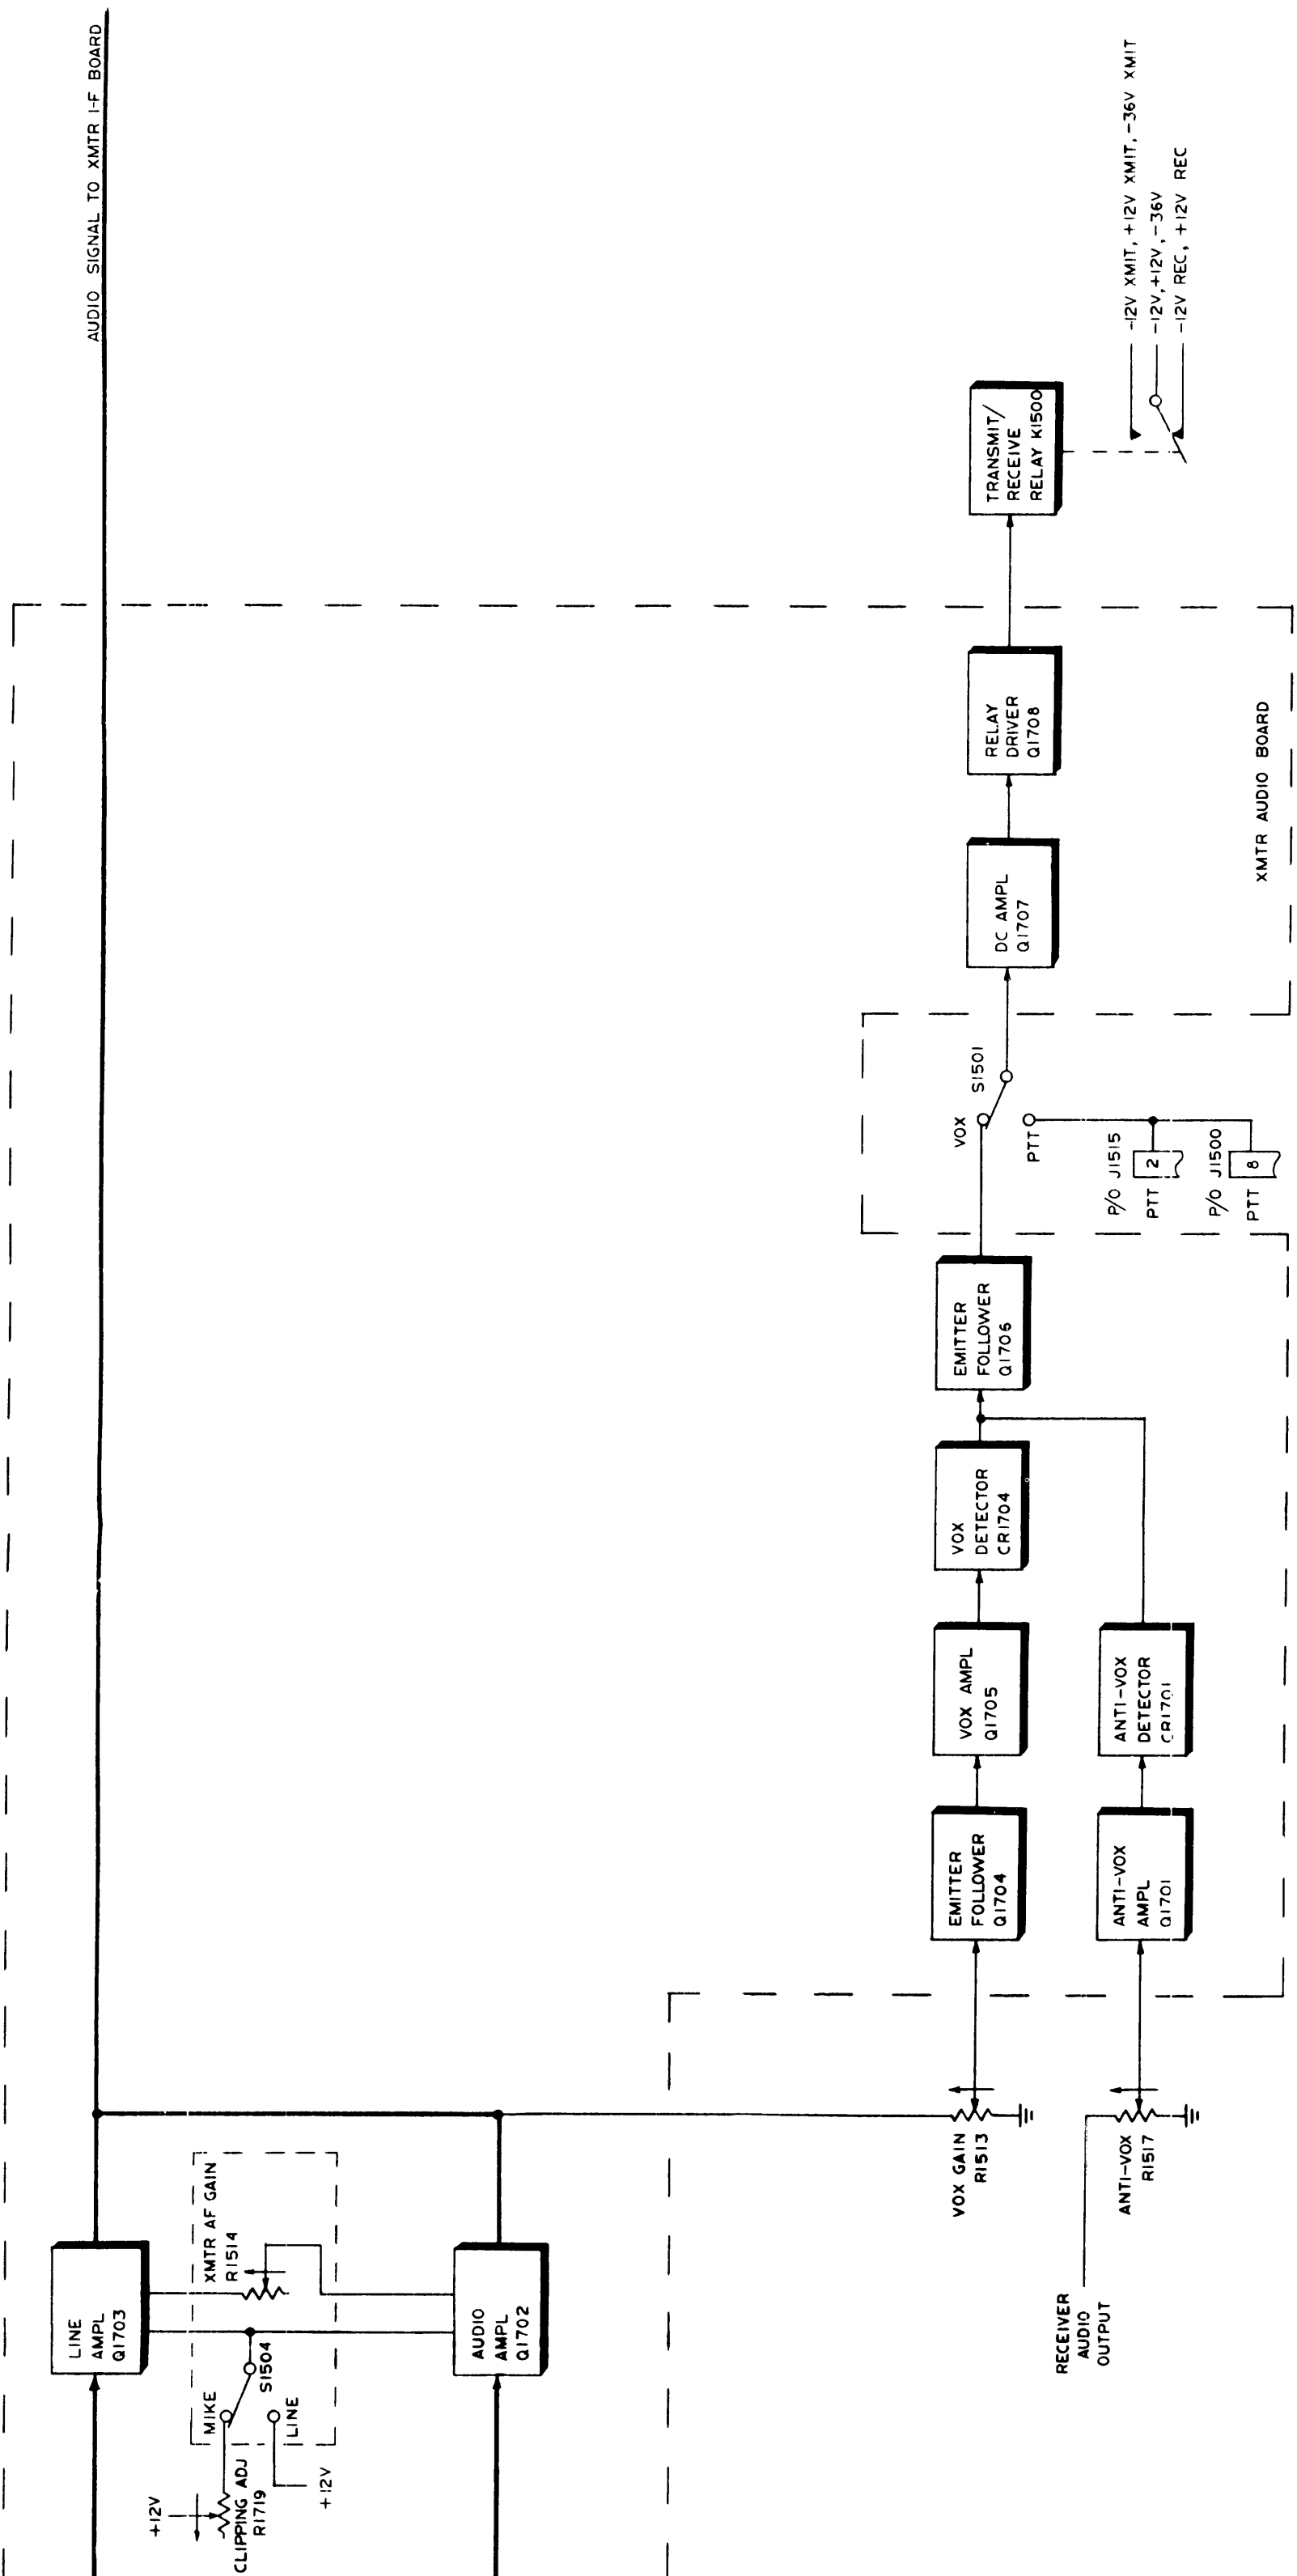 AUDIO SIGNAL TO XMTR I-F BOARD
LINE
AMPL
Q1703
XMTR AF GAIN
R1514
MIKE
S1504
LINE
+12V
CLIPPING ADJ
R1719
+12V
AUDIO
AMPL
Q1702
VOX GAIN
R1513
EMITTER
FOLLOWER
Q1704
VOX AMPL
Q1705
VOX
DETECTOR
CR1704
EMITTER
FOLLOWER
Q1706
VOX
S1501
PTT
P/O J1515
PTT 2
P/O J1500
PTT 8
DC AMPL
Q1707
RELAY
DRIVER
Q1708
TRANSMIT/
RECEIVE
RELAY K1500
-12V XMIT, +12V XMIT, -36V XMIT
-12V, +12V, -36V
-12V REC, +12V REC
RECEIVER
AUDIO
OUTPUT
ANTI-VOX
R1517
ANTI-VOX
AMPL
Q1701
ANTI-VOX
DETECTOR
CR1701
XMTR AUDIO BOARD